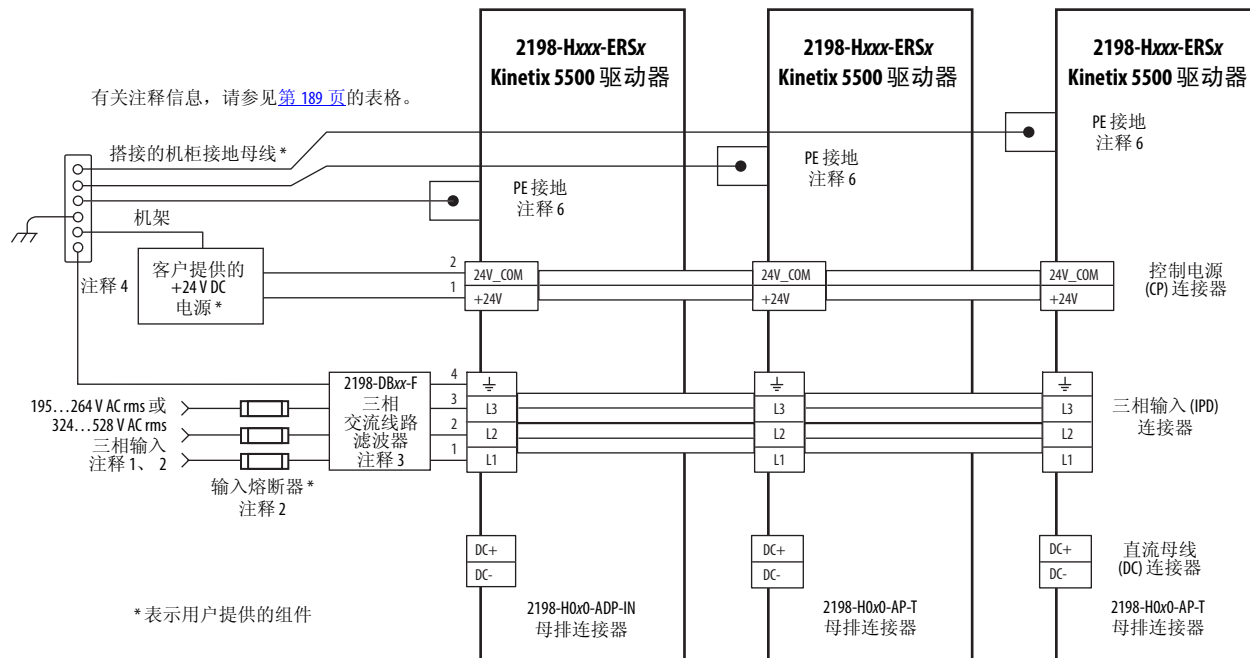 2198-Hxxx-ERSx
Kinetix 5500 驱动器
2198-Hxxx-ERSx
Kinetix 5500 驱动器
2198-Hxxx-ERSx
Kinetix 5500 驱动器
有关注释信息，请参见第 189 页的表格。
搭接的机柜接地母线 *
PE 接地
注释 6
PE 接地
注释 6
PE 接地
注释 6
机架
注释 4
客户提供的
+24 V DC
电源 *
2
1
24V_COM
+24V
24V_COM
+24V
24V_COM
+24V
控制电源
(CP) 连接器
195…264 V AC rms 或
324…528 V AC rms
三相输入
注释 1、 2
输入熔断器 *
注释 2
2198-DBxx-F
三相
交流线路
滤波器
注释 3
4
3
2
1
L3
L2
L1
L3
L2
L1
L3
L2
L1
三相输入 (IPD)
连接器
DC+
DC-
DC+
DC-
DC+
DC-
直流母线
(DC) 连接器
* 表示用户提供的组件
2198-H0x0-ADP-IN
母排连接器
2198-H0x0-AP-T
母排连接器
2198-H0x0-AP-T
母排连接器